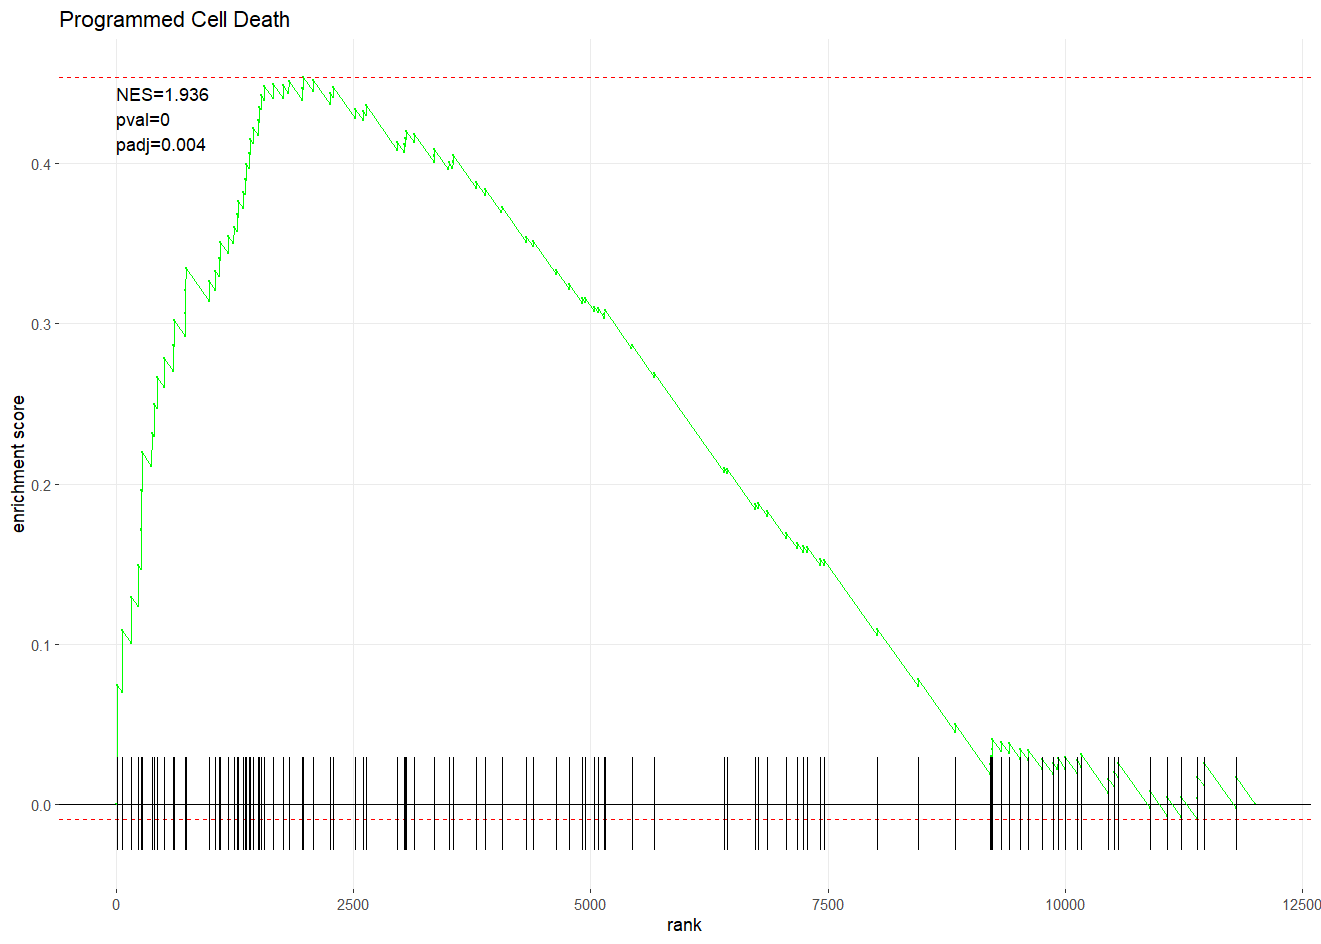 Programmed Cell Death
NES=1.936
pval=0
padj=0.004
enrichment score
0.4
0.3
0.2
0.1
0.0
0 2500 5000 7500 10000 12500
rank